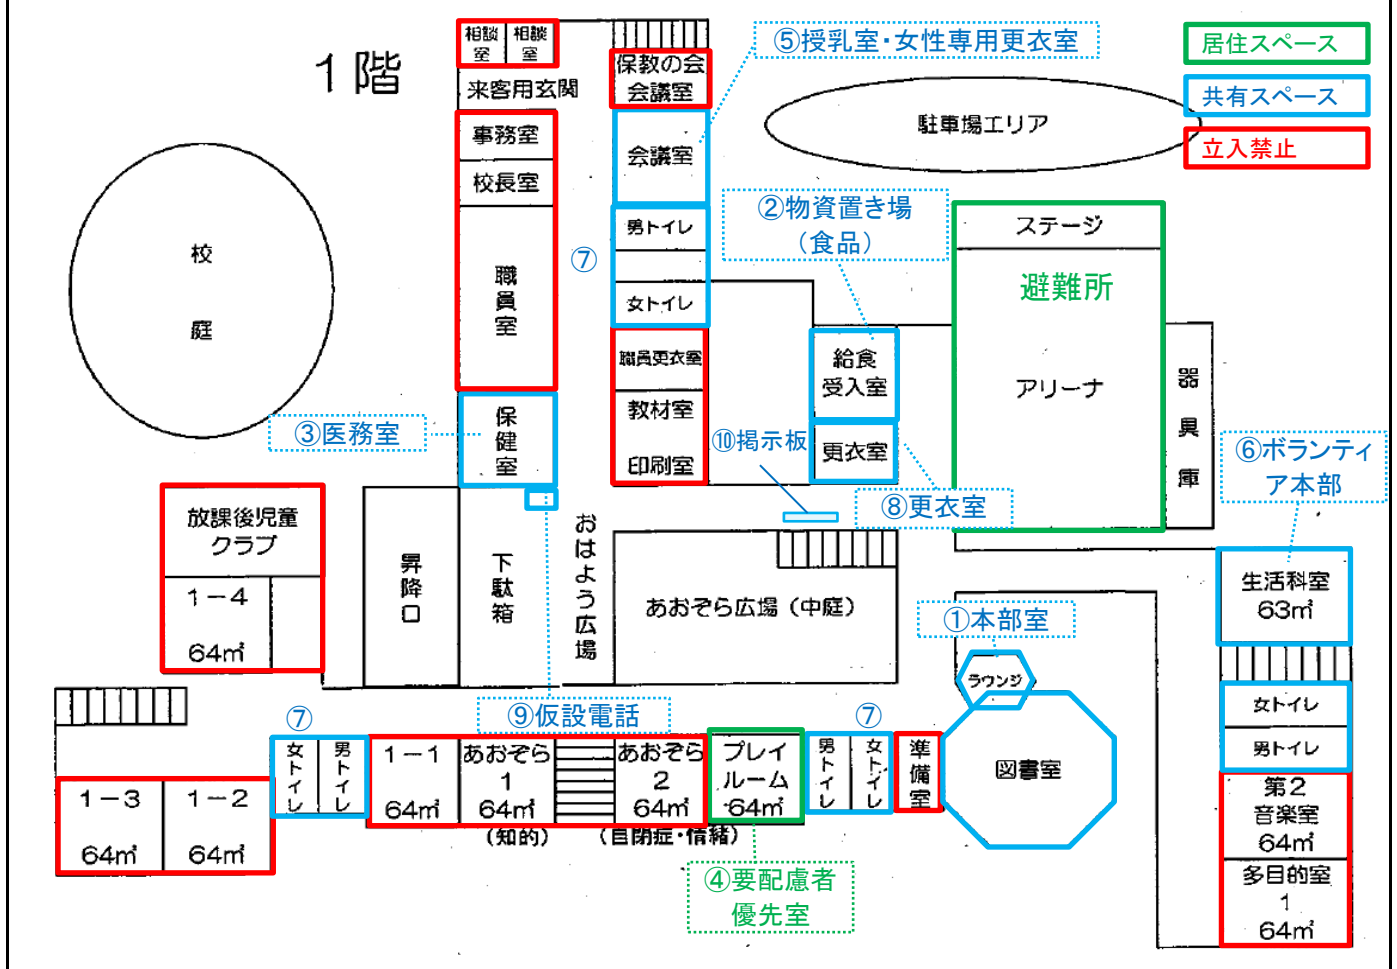 1階
相談室
相談室
来客用玄関
保教の会
会議室
⑤授乳室・女性専用更衣室
居住スペース
共有スペース
立入禁止
駐車場エリア
事務室
校長室
職員室
会議室
男トイレ
⑦
女トイレ
②物資置き場
（食品）
ステージ
避難所
アリーナ
器具庫
校庭
職員更衣室
教材室
印刷室
給食
受入室
更衣室
⑩掲示板
⑧更衣室
③医務室
保健室
⑥ボランティ
ア本部
放課後児童
クラブ
1－4
64㎡
昇降口
下駄箱
おはよう広場
あおぞら広場（中庭）
生活科室
63㎡
①本部室
ラウンジ
⑨仮設電話
女トイレ
男トイレ
⑦
女トイレ
男トイレ
1－1
64㎡
あおぞら
1
64㎡
（知的）
あおぞら
2
64㎡
（自閉症・情緒）
プレイ
ルーム
64㎡
⑦
男トイレ
女トイレ
準備室
図書室
1－3
64㎡
1－2
64㎡
第2
音楽室
64㎡
多目的室
1
64㎡
④要配慮者
優先室